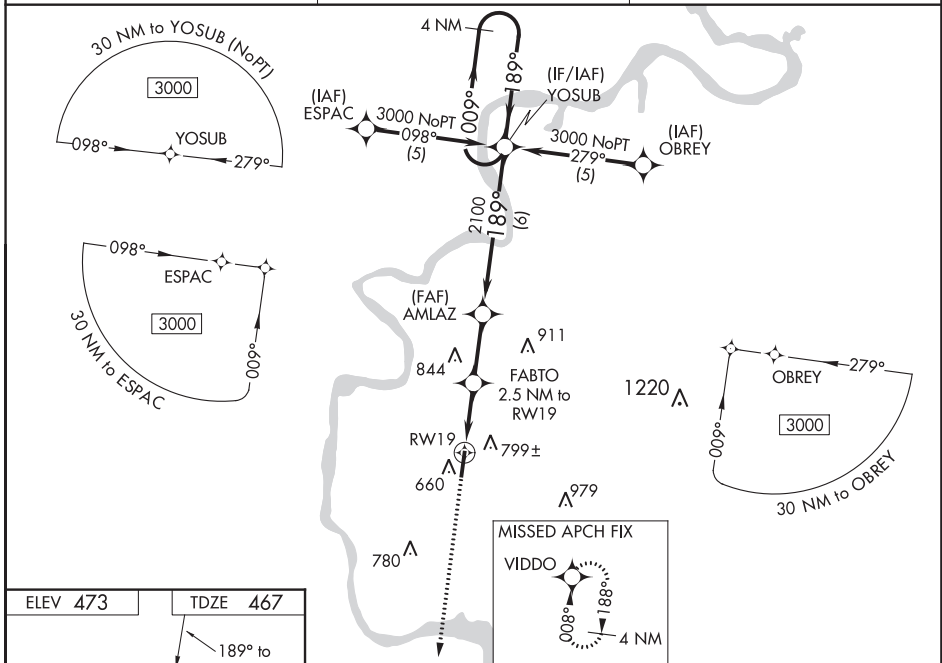 30 NM to YOSUB (NoPT)
3000
098°
YOSUB
279°
4 NM
009°
189°
(IF/IAF)
YOSUB
(IAF)
ESPAC
3000 NoPT
098°
(5)
3000 NoPT
279°
(5)
(IAF)
OBREY
2100
189°
(6)
098°
ESPAC
3000
009°
30 NM to ESPAC
(FAF)
AMLAZ
911
844
FABTO
2.5 NM to
RW19
RW19
799±
660
1220
979
780
OBREY
279°
3000
009°
30 NM to OBREY
MISSED APCH FIX
VIDDO
008°
188°
4 NM
ELEV 473
TDZE 467
189° to